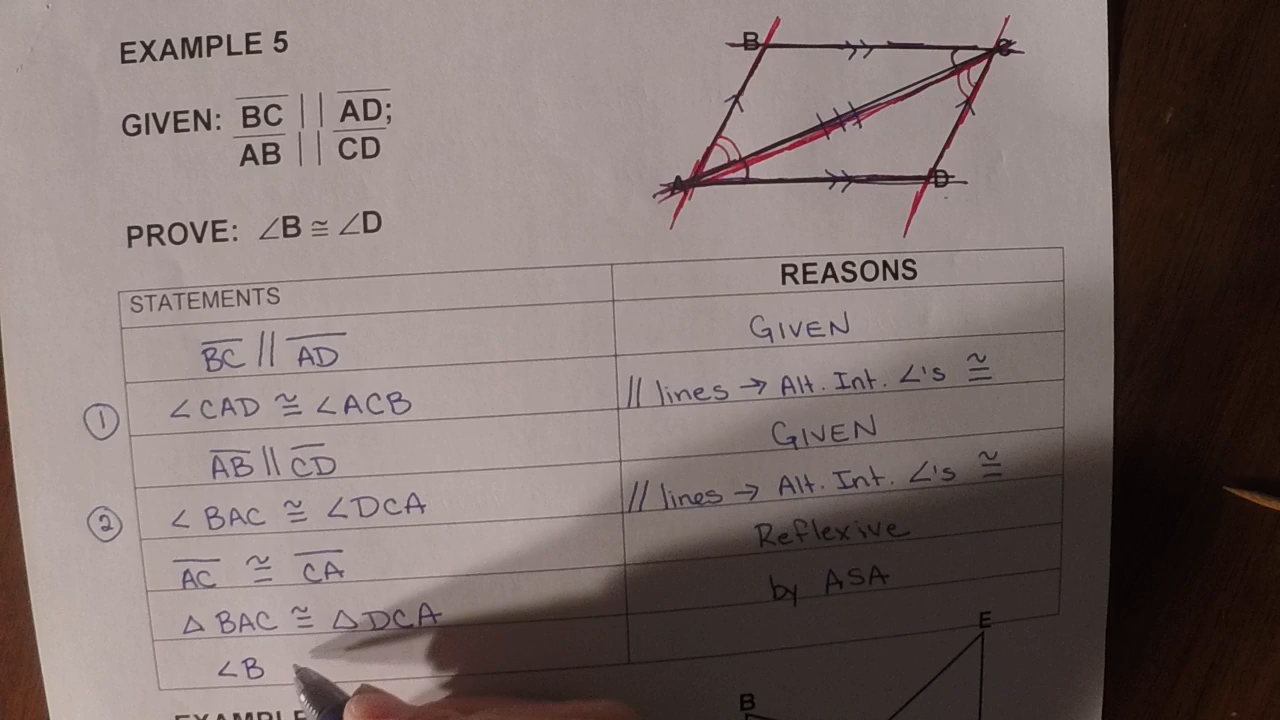 EXAMPLE 5
GIVEN: BC || AD;
AB || CD
PROVE: ∠B ≅ ∠D
B
C
A
D
STATEMENTS REASONS
BC // AD GIVEN
① ∠CAD ≅ ∠ACB // lines → Alt. Int. ∠'s ≅
AB // CD GIVEN
② ∠BAC ≅ ∠DCA // lines → Alt. Int. ∠'s ≅
AC ≅ CA Reflexive
△BAC ≅ △DCA by ASA
∠B
E
B